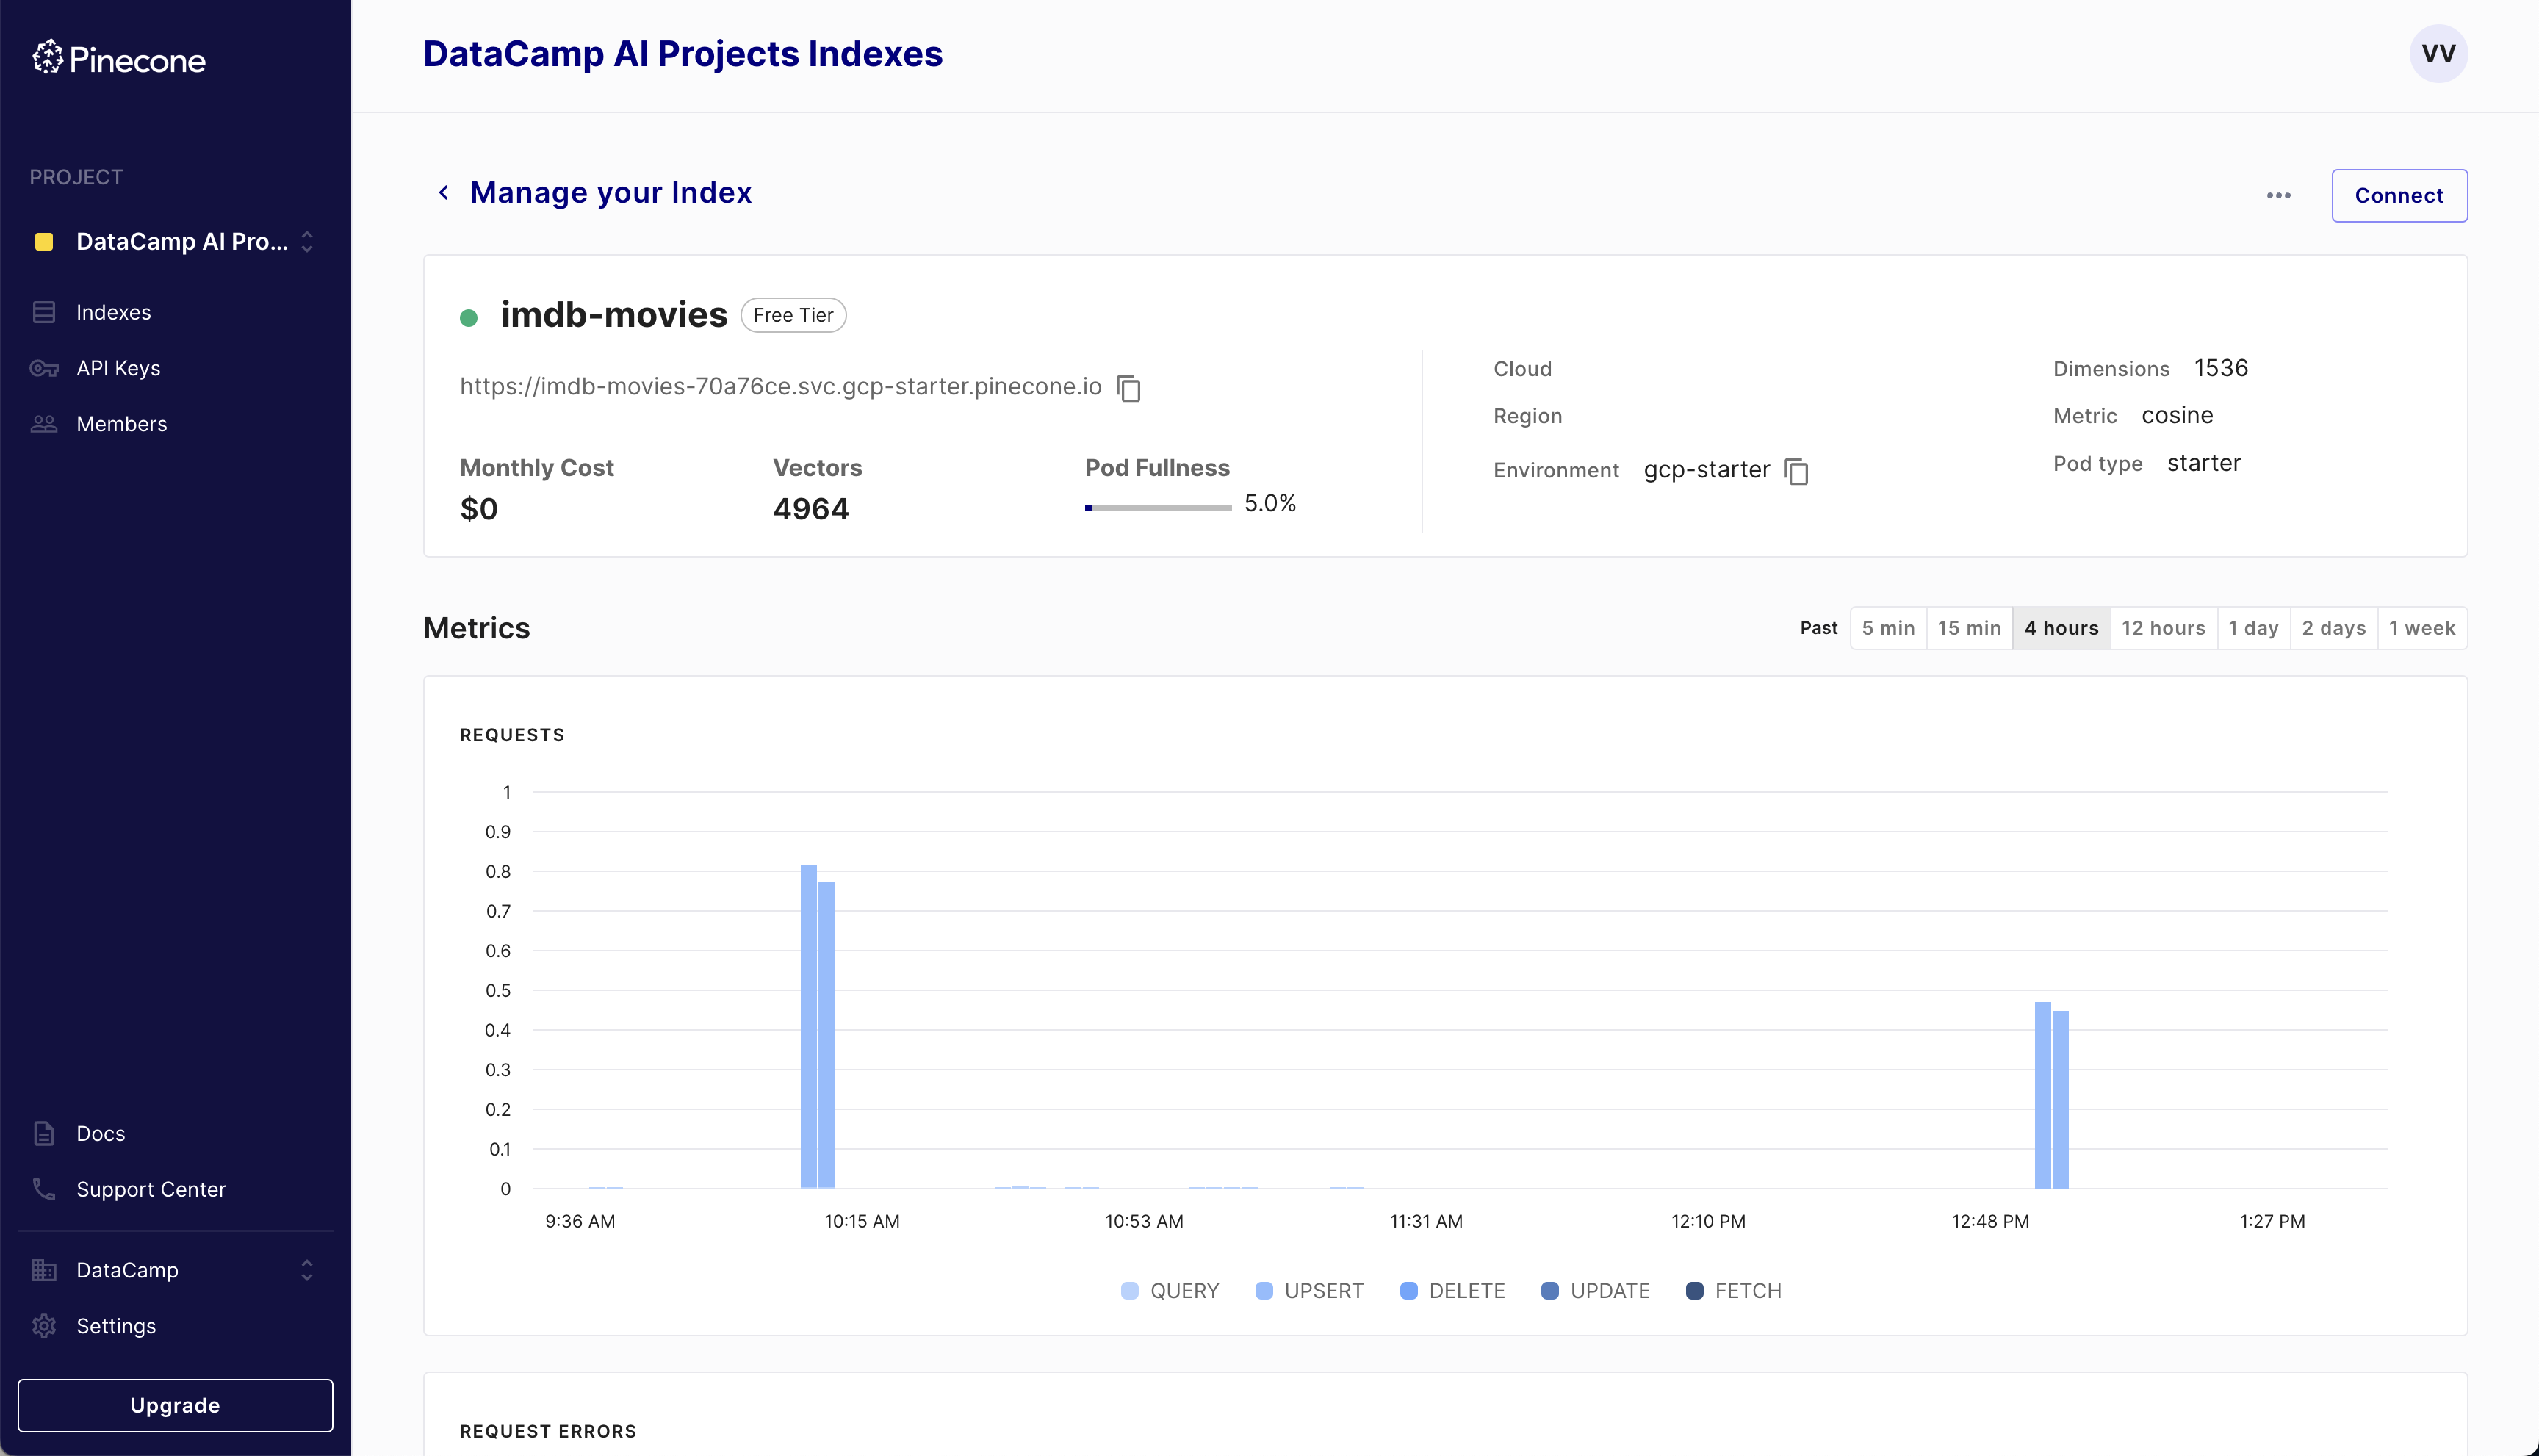 Pinecone
DataCamp AI Projects Indexes
VV
PROJECT
DataCamp AI Pro...
Indexes
API Keys
Members
Manage your Index
Connect
imdb-movies
Free Tier
https://imdb-movies-70a76ce.svc.gcp-starter.pinecone.io
Monthly Cost
$0
Vectors
4964
Pod Fullness
5.0%
Cloud
Region
Environment gcp-starter
Dimensions 1536
Metric cosine
Pod type starter
Metrics
Past 5 min 15 min 4 hours 12 hours 1 day 2 days 1 week
REQUESTS
1
0.9
0.8
0.7
0.6
0.5
0.4
0.3
0.2
0.1
0
9:36 AM 10:15 AM 10:53 AM 11:31 AM 12:10 PM 12:48 PM 1:27 PM
QUERY UPSERT DELETE UPDATE FETCH
REQUEST ERRORS
Docs
Support Center
DataCamp
Settings
Upgrade